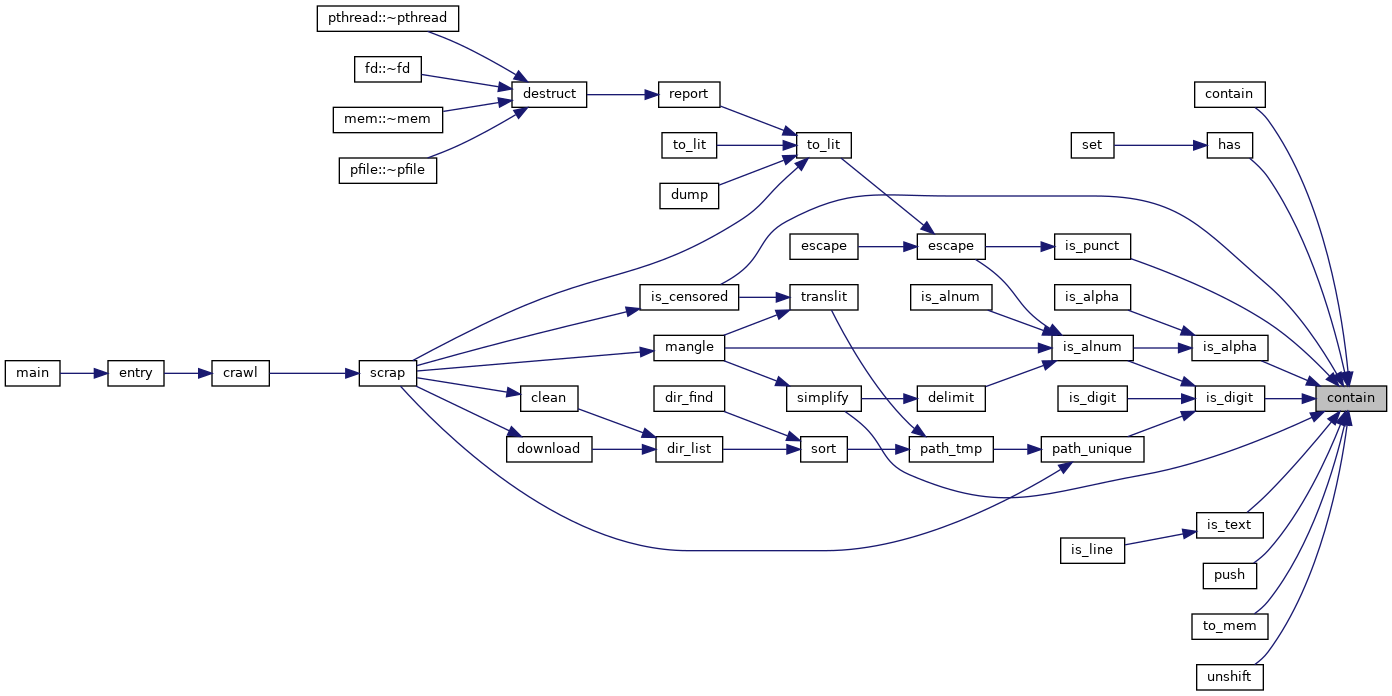 pthread::~pthread
fd::~fd
destruct
report
contain
mem::~mem
to_lit
to_lit
set
has
pfile::~pfile
dump
escape
escape
is_punct
is_censored
translit
is_alnum
is_alpha
mangle
is_alnum
is_alpha
main
entry
crawl
scrap
clean
dir_find
simplify
delimit
is_digit
is_digit
contain
download
dir_list
sort
path_tmp
path_unique
is_text
is_line
push
to_mem
unshift